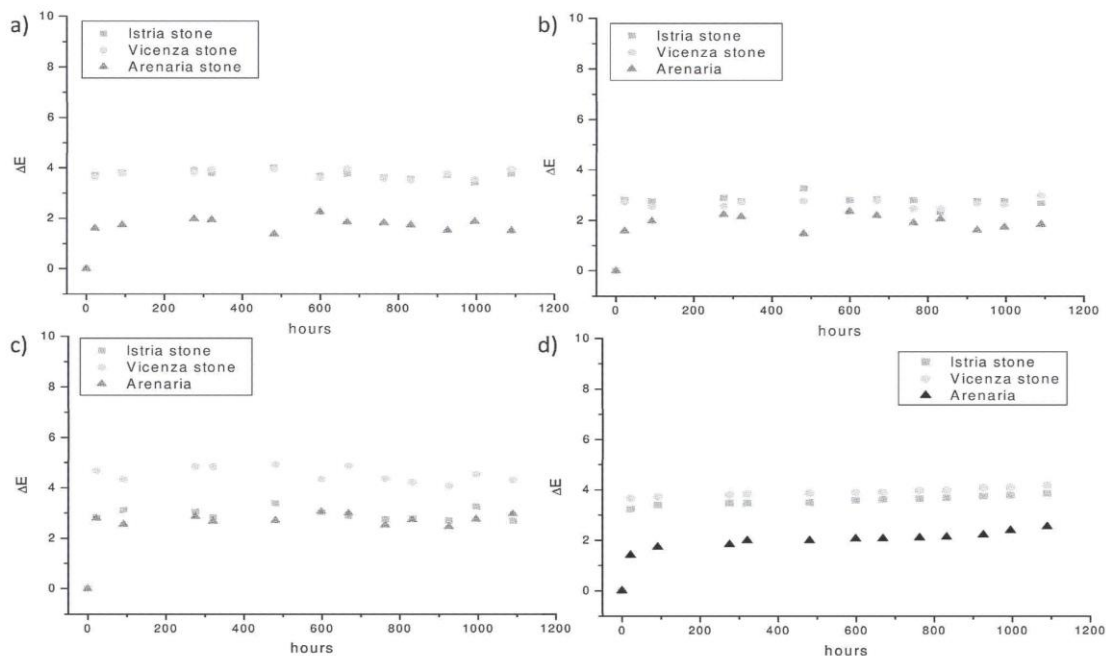 a)
Istria stone
Vicenza stone
Arenaria stone
10
8
6
4
2
0
ΔE
0 200 400 600 800 1000 1200
hours
b)
Istria stone
Vicenza stone
Arenaria
10
8
6
4
2
0
ΔE
0 200 400 600 800 1000 1200
hours
c)
Istria stone
Vicenza stone
Arenaria
10
8
6
4
2
0
ΔE
0 200 400 600 800 1000 1200
hours
d)
Istria stone
Vicenza stone
Arenaria
10
8
6
4
2
0
ΔE
0 200 400 600 800 1000 1200
hours